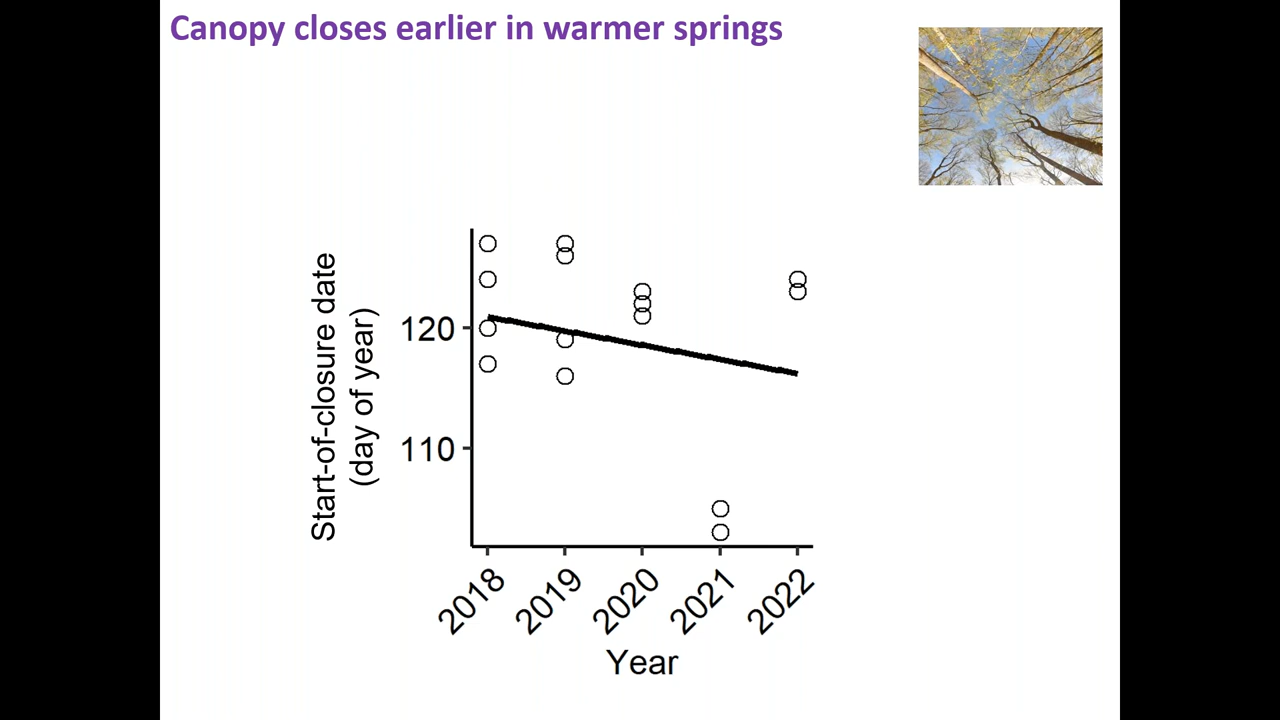 Canopy closes earlier in warmer springs
Start-of-closure date
(day of year)
120
110
2018
2019
2020
2021
2022
Year